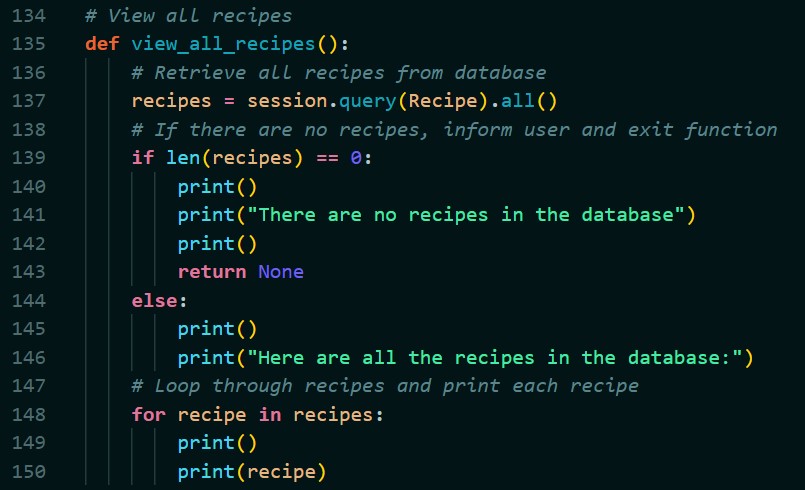 134 # View all recipes
135 def view_all_recipes():
136     # Retrieve all recipes from database
137     recipes = session.query(Recipe).all()
138     # If there are no recipes, inform user and exit function
139     if len(recipes) == 0:
140         print()
141         print("There are no recipes in the database")
142         print()
143         return None
144     else:
145         print()
146         print("Here are all the recipes in the database:")
147     # Loop through recipes and print each recipe
148     for recipe in recipes:
149         print()
150         print(recipe)